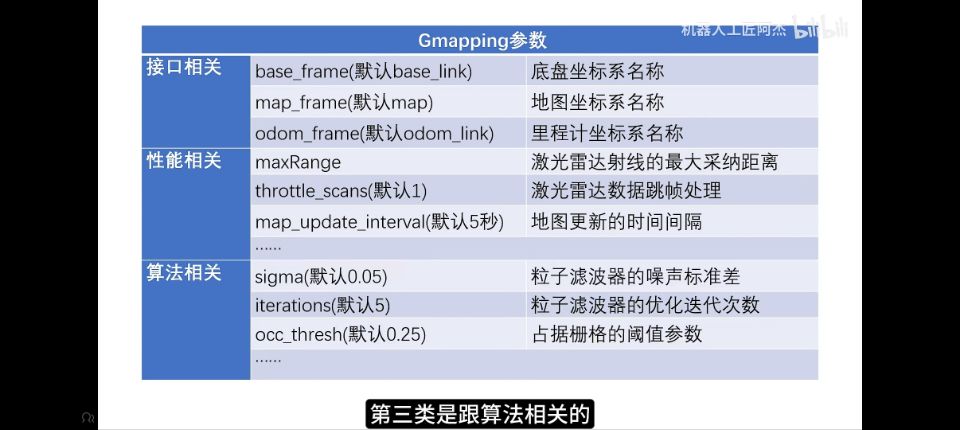 机器人工匠阿杰 bilibili
Gmapping参数
接口相关 base_frame(默认base_link) 底盘坐标系名称
map_frame(默认map) 地图坐标系名称
odom_frame(默认odom_link) 里程计坐标系名称
性能相关 maxRange 激光雷达射线的最大采纳距离
throttle_scans(默认1) 激光雷达数据跳帧处理
map_update_interval(默认5秒) 地图更新的时间间隔
……
算法相关 sigma(默认0.05) 粒子滤波器的噪声标准差
iterations(默认5) 粒子滤波器的优化迭代次数
occ_thresh(默认0.25) 占据栅格的阈值参数
……
第三类是跟算法相关的